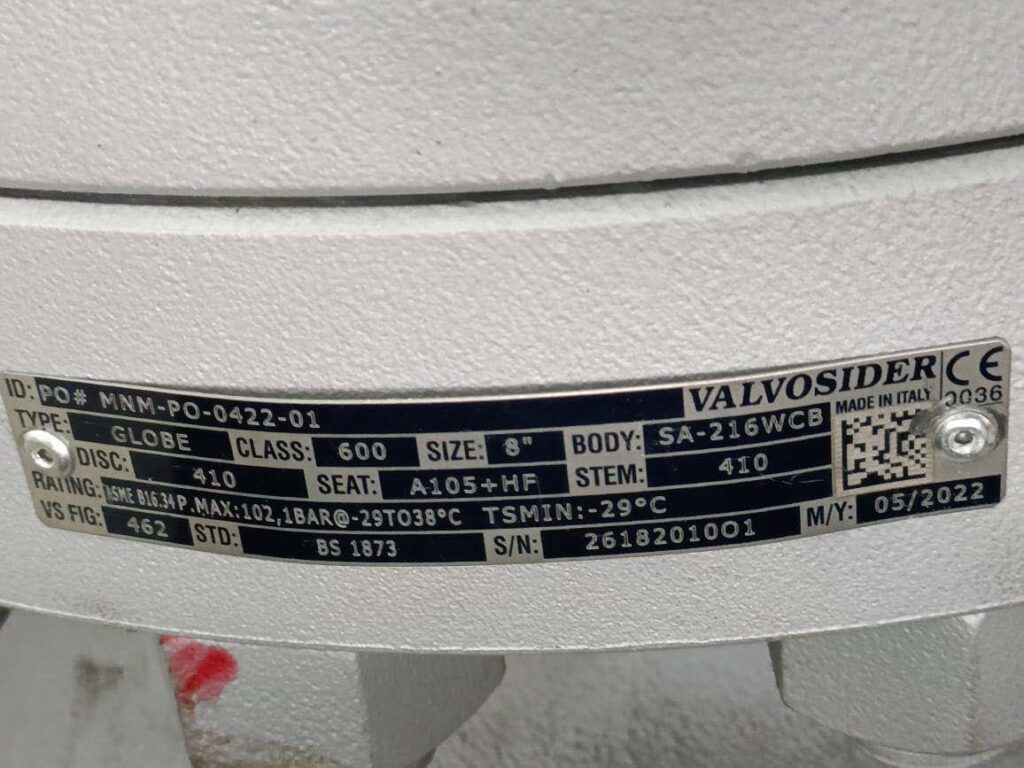 ID: PO# MNM-PO-0422-01 VALVOSIDER CE
TYPE: GLOBE CLASS: 600 SIZE: 8" BODY: SA-216WCB MADE IN ITALY 0036
DISC: 410 SEAT: A105+HF STEM: 410
RATING: ASME B16.34 P.MAX:102,1BAR@-29TO38°C TSMIN:-29°C
VS FIG: 462 STD: BS 1873 S/N: 2618201001 M/Y: 05/2022